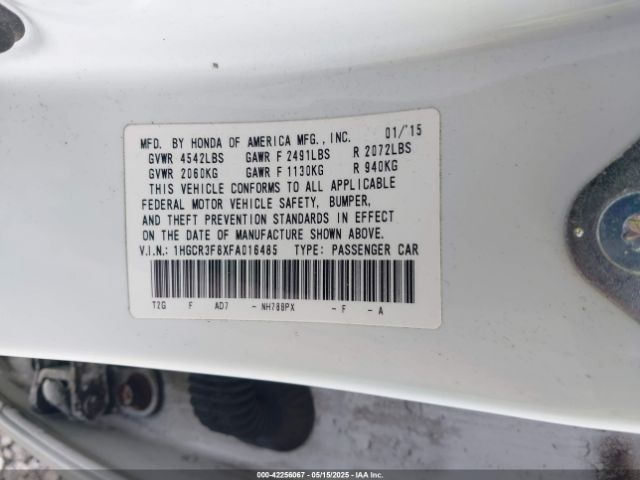 MFD. BY HONDA OF AMERICA MFG., INC. 01/'15
GVWR 4542LBS GAWR F 2491LBS R 2072LBS
GVWR 2060KG GAWR F 1130KG R 940KG
THIS VEHICLE CONFORMS TO ALL APPLICABLE
FEDERAL MOTOR VEHICLE SAFETY, BUMPER,
AND THEFT PREVENTION STANDARDS IN EFFECT
ON THE DATE OF MANUFACTURE SHOWN ABOVE.
V.I.N.: 1HGCR3F8XFA016485 TYPE: PASSENGER CAR
T2G F AD7 - NH788PX - F - A
000-42256067 — 05/15/2025 — IAA Inc.